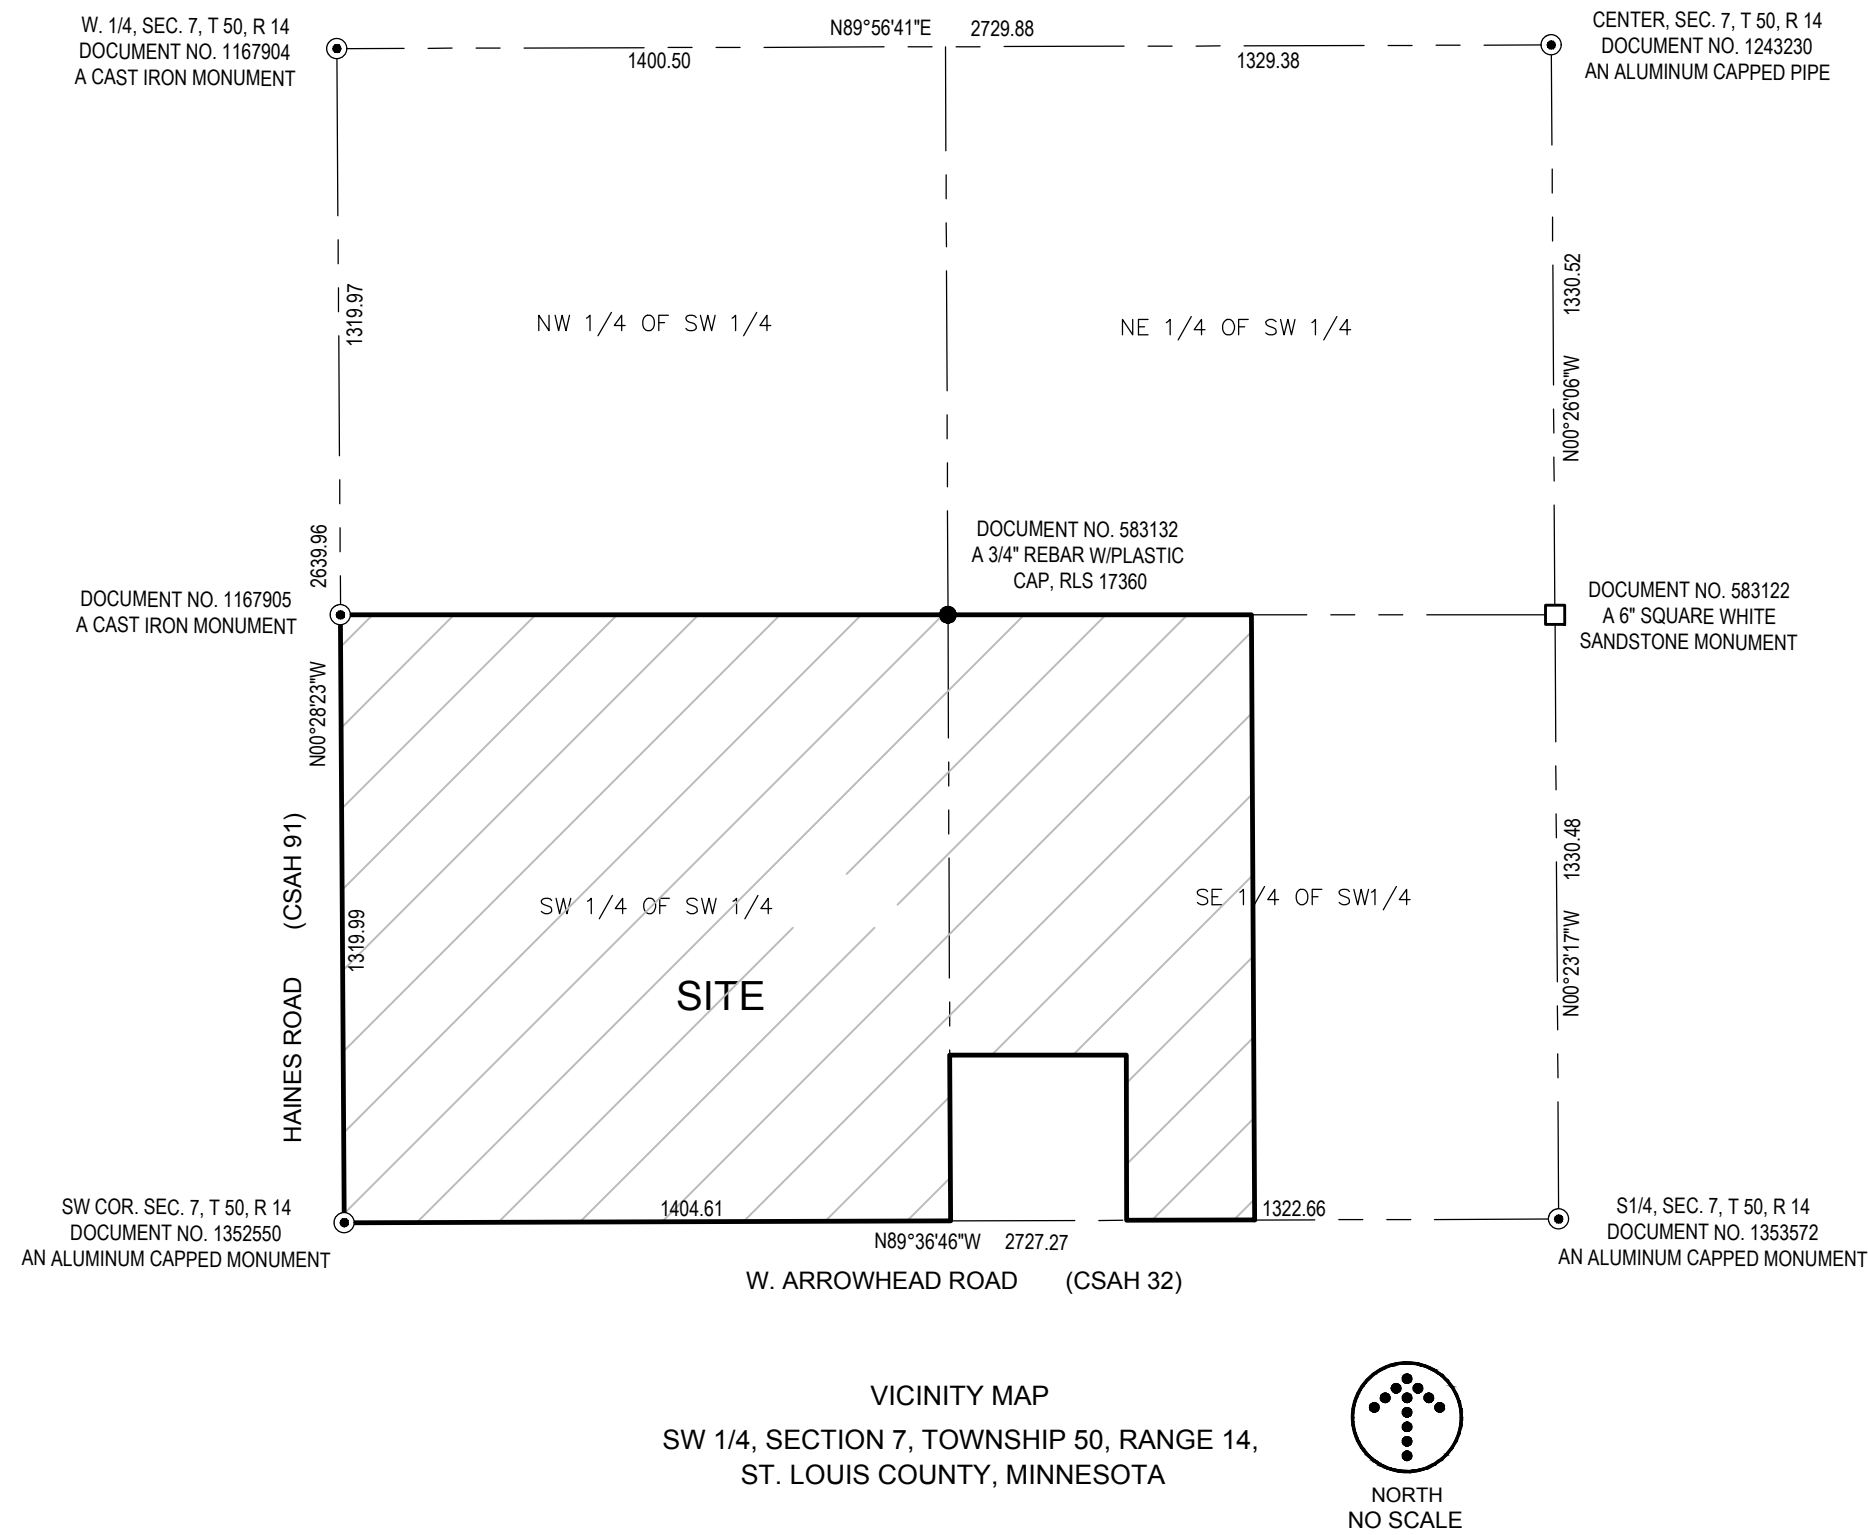 W. 1/4, SEC. 7, T 50, R 14
DOCUMENT NO. 1167904
A CAST IRON MONUMENT
N89°56'41"E 2729.88
1400.50
1329.38
CENTER, SEC. 7, T 50, R 14
DOCUMENT NO. 1243230
AN ALUMINUM CAPPED PIPE
1319.97
NW 1/4 OF SW 1/4
NE 1/4 OF SW 1/4
1330.52
N00°26'06"W
2639.96
DOCUMENT NO. 583132
A 3/4" REBAR W/PLASTIC
CAP, RLS 17360
DOCUMENT NO. 1167905
A CAST IRON MONUMENT
DOCUMENT NO. 583122
A 6" SQUARE WHITE
SANDSTONE MONUMENT
N00°28'23"W
HAINES ROAD (CSAH 91)
1319.99
SW 1/4 OF SW 1/4
SE 1/4 OF SW1/4
1330.48
N00°23'17"W
SITE
SW COR. SEC. 7, T 50, R 14
DOCUMENT NO. 1352550
AN ALUMINUM CAPPED MONUMENT
1404.61
1322.66
N89°36'46"W 2727.27
W. ARROWHEAD ROAD (CSAH 32)
S1/4, SEC. 7, T 50, R 14
DOCUMENT NO. 1353572
AN ALUMINUM CAPPED MONUMENT
VICINITY MAP
SW 1/4, SECTION 7, TOWNSHIP 50, RANGE 14,
ST. LOUIS COUNTY, MINNESOTA
NORTH
NO SCALE